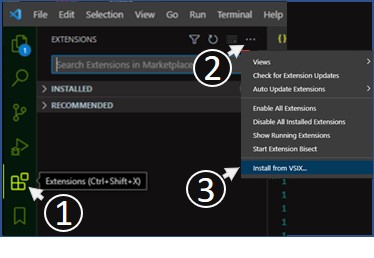 File Edit Selection View Go Run Terminal Help
EXTENSIONS
Search Extensions in Marketplace
INSTALLED
RECOMMENDED
Views
Check for Extension Updates
Auto Update Extensions
Enable All Extensions
Disable All Installed Extensions
Show Running Extensions
Start Extension Bisect
Install from VSIX...
Extensions (Ctrl+Shift+X)
1
2
3